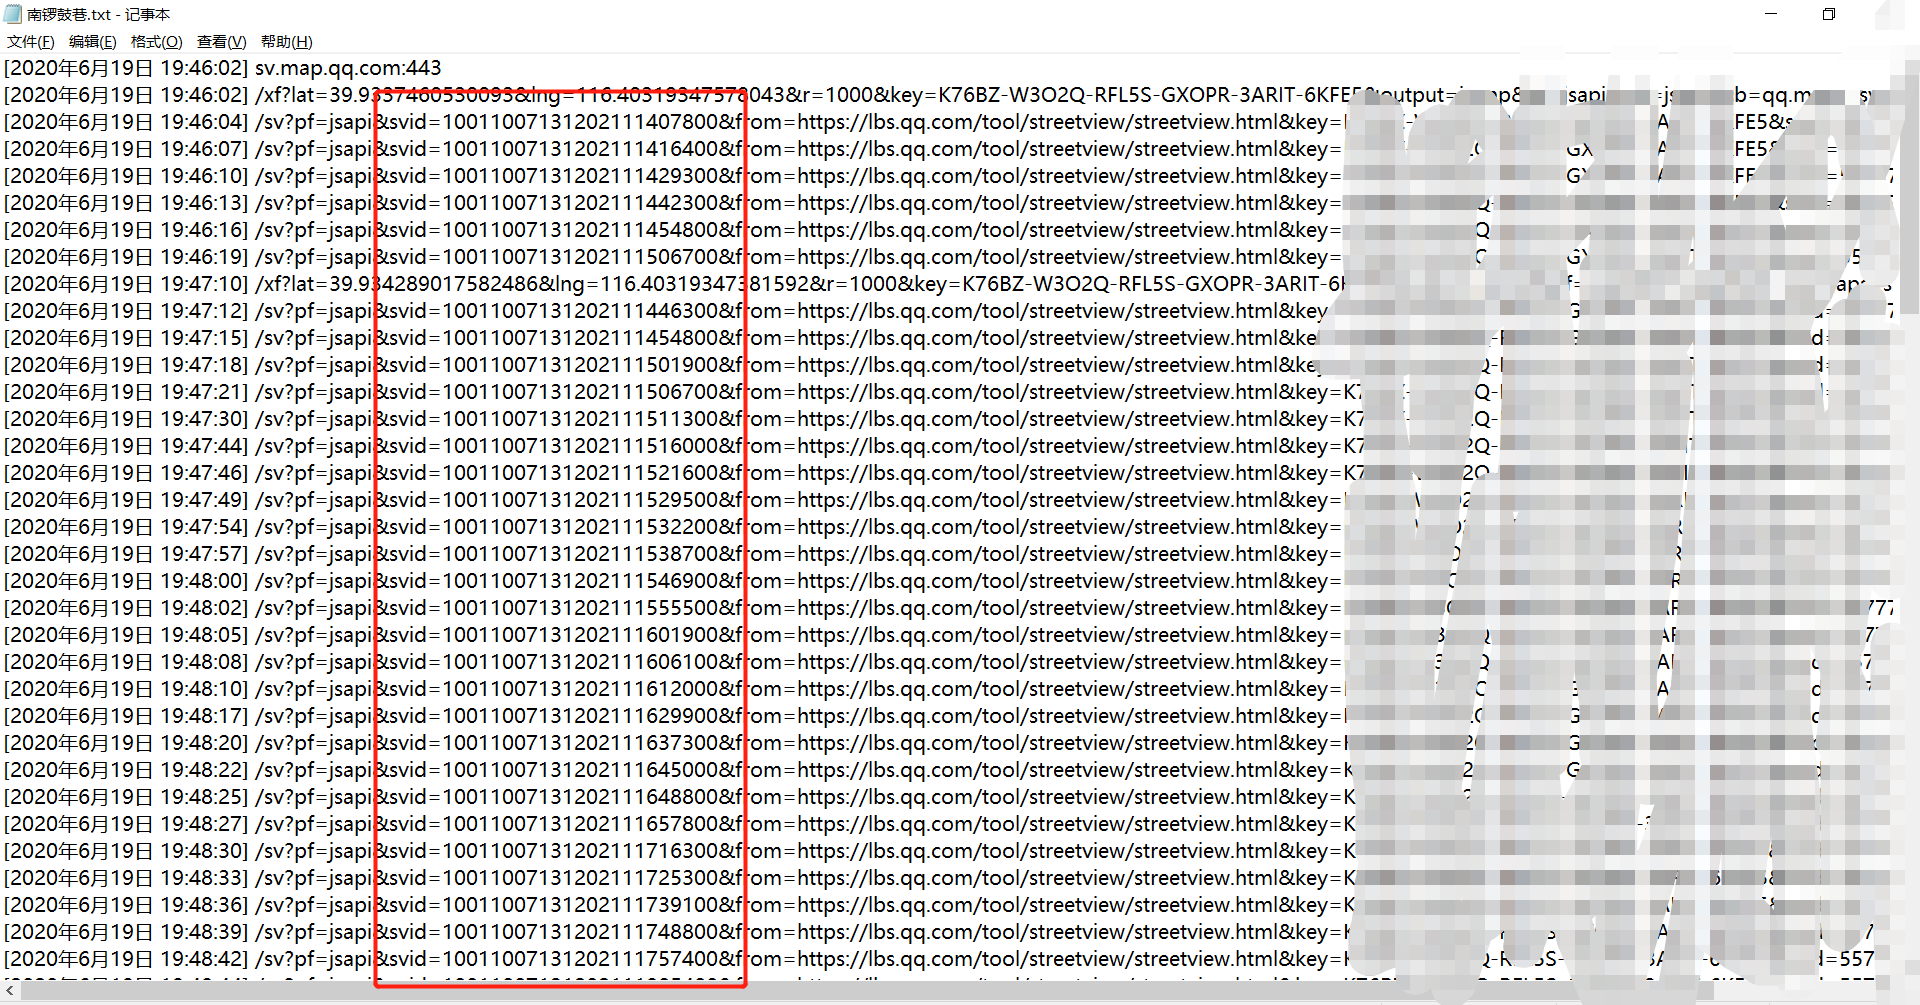 南锣鼓巷.txt - 记事本
文件(F) 编辑(E) 格式(O) 查看(V) 帮助(H)
[2020年6月19日 19:46:02] sv.map.qq.com:443
[2020年6月19日 19:46:02] /xf?lat=39.9337460530093&lng=116.40319347578043&r=1000&key=K76BZ-W3O2Q-RFL5S-GXOPR-3ARIT-6KFE5&output=
[2020年6月19日 19:46:04] /sv?pf=jsapi&svid=10011007131202111407800&from=https://lbs.qq.com/tool/streetview/streetview.html&key=
[2020年6月19日 19:46:07] /sv?pf=jsapi&svid=10011007131202111416400&from=https://lbs.qq.com/tool/streetview/streetview.html&key=
[2020年6月19日 19:46:10] /sv?pf=jsapi&svid=10011007131202111429300&from=https://lbs.qq.com/tool/streetview/streetview.html&key=
[2020年6月19日 19:46:13] /sv?pf=jsapi&svid=10011007131202111442300&from=https://lbs.qq.com/tool/streetview/streetview.html&key=
[2020年6月19日 19:46:16] /sv?pf=jsapi&svid=10011007131202111454800&from=https://lbs.qq.com/tool/streetview/streetview.html&key=
[2020年6月19日 19:46:19] /sv?pf=jsapi&svid=10011007131202111506700&from=https://lbs.qq.com/tool/streetview/streetview.html&key=
[2020年6月19日 19:47:10] /xf?lat=39.934289017582486&lng=116.40319347381592&r=1000&key=K76BZ-W3O2Q-RFL5S-GXOPR-3ARIT-6
[2020年6月19日 19:47:12] /sv?pf=jsapi&svid=10011007131202111446300&from=https://lbs.qq.com/tool/streetview/streetview.html&key
[2020年6月19日 19:47:15] /sv?pf=jsapi&svid=10011007131202111454800&from=https://lbs.qq.com/tool/streetview/streetview.html&key
[2020年6月19日 19:47:18] /sv?pf=jsapi&svid=10011007131202111501900&from=https://lbs.qq.com/tool/streetview/streetview.html&key
[2020年6月19日 19:47:21] /sv?pf=jsapi&svid=10011007131202111506700&from=https://lbs.qq.com/tool/streetview/streetview.html&key=K7
[2020年6月19日 19:47:30] /sv?pf=jsapi&svid=10011007131202111511300&from=https://lbs.qq.com/tool/streetview/streetview.html&key=K7
[2020年6月19日 19:47:44] /sv?pf=jsapi&svid=10011007131202111516000&from=https://lbs.qq.com/tool/streetview/streetview.html&key=K7
[2020年6月19日 19:47:46] /sv?pf=jsapi&svid=10011007131202111521600&from=https://lbs.qq.com/tool/streetview/streetview.html&key=K7
[2020年6月19日 19:47:49] /sv?pf=jsapi&svid=10011007131202111529500&from=https://lbs.qq.com/tool/streetview/streetview.html&key=
[2020年6月19日 19:47:54] /sv?pf=jsapi&svid=10011007131202111532200&from=https://lbs.qq.com/tool/streetview/streetview.html&key=
[2020年6月19日 19:47:57] /sv?pf=jsapi&svid=10011007131202111538700&from=https://lbs.qq.com/tool/streetview/streetview.html&key=
[2020年6月19日 19:48:00] /sv?pf=jsapi&svid=10011007131202111546900&from=https://lbs.qq.com/tool/streetview/streetview.html&key=
[2020年6月19日 19:48:02] /sv?pf=jsapi&svid=10011007131202111555500&from=https://lbs.qq.com/tool/streetview/streetview.html&key=
[2020年6月19日 19:48:05] /sv?pf=jsapi&svid=10011007131202111601900&from=https://lbs.qq.com/tool/streetview/streetview.html&key=
[2020年6月19日 19:48:08] /sv?pf=jsapi&svid=10011007131202111606100&from=https://lbs.qq.com/tool/streetview/streetview.html&key=
[2020年6月19日 19:48:10] /sv?pf=jsapi&svid=10011007131202111612000&from=https://lbs.qq.com/tool/streetview/streetview.html&key=
[2020年6月19日 19:48:17] /sv?pf=jsapi&svid=10011007131202111629900&from=https://lbs.qq.com/tool/streetview/streetview.html&key=
[2020年6月19日 19:48:20] /sv?pf=jsapi&svid=10011007131202111637300&from=https://lbs.qq.com/tool/streetview/streetview.html&key=
[2020年6月19日 19:48:22] /sv?pf=jsapi&svid=10011007131202111645000&from=https://lbs.qq.com/tool/streetview/streetview.html&key=K
[2020年6月19日 19:48:25] /sv?pf=jsapi&svid=10011007131202111648800&from=https://lbs.qq.com/tool/streetview/streetview.html&key=K
[2020年6月19日 19:48:27] /sv?pf=jsapi&svid=10011007131202111657800&from=https://lbs.qq.com/tool/streetview/streetview.html&key=K
[2020年6月19日 19:48:30] /sv?pf=jsapi&svid=10011007131202111716300&from=https://lbs.qq.com/tool/streetview/streetview.html&key=K
[2020年6月19日 19:48:33] /sv?pf=jsapi&svid=10011007131202111725300&from=https://lbs.qq.com/tool/streetview/streetview.html&key=K
[2020年6月19日 19:48:36] /sv?pf=jsapi&svid=10011007131202111739100&from=https://lbs.qq.com/tool/streetview/streetview.html&key=K
[2020年6月19日 19:48:39] /sv?pf=jsapi&svid=10011007131202111748800&from=https://lbs.qq.com/tool/streetview/streetview.html&key=K
[2020年6月19日 19:48:42] /sv?pf=jsapi&svid=10011007131202111757400&from=https://lbs.qq.com/tool/streetview/streetview.html&key=K